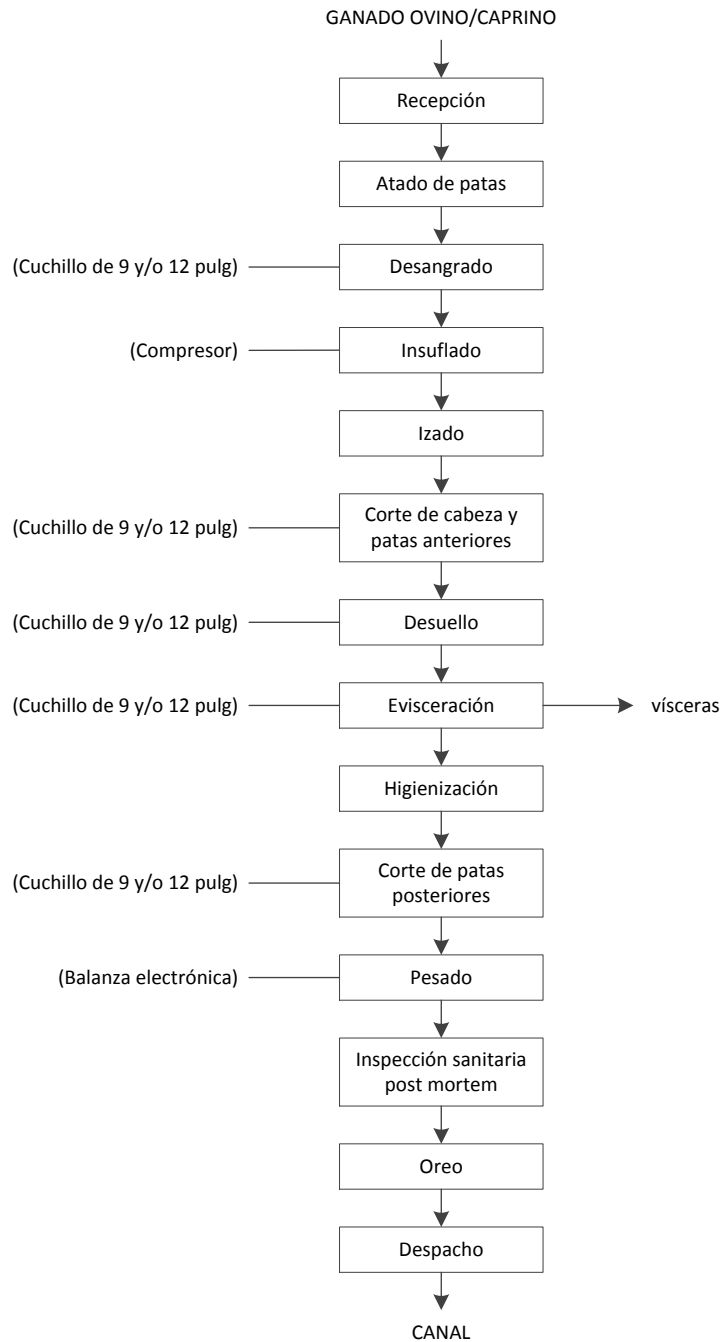 GANADO OVINO/CAPRINO
Recepción
Atado de patas
(Cuchillo de 9 y/o 12 pulg)
Desangrado
(Compresor)
Insuflado
Izado
(Cuchillo de 9 y/o 12 pulg)
Corte de cabeza y
patas anteriores
(Cuchillo de 9 y/o 12 pulg)
Desuello
(Cuchillo de 9 y/o 12 pulg)
Evisceración
vísceras
Higienización
(Cuchillo de 9 y/o 12 pulg)
Corte de patas
posteriores
(Balanza electrónica)
Pesado
Inspección sanitaria
post mortem
Oreo
Despacho
CANAL